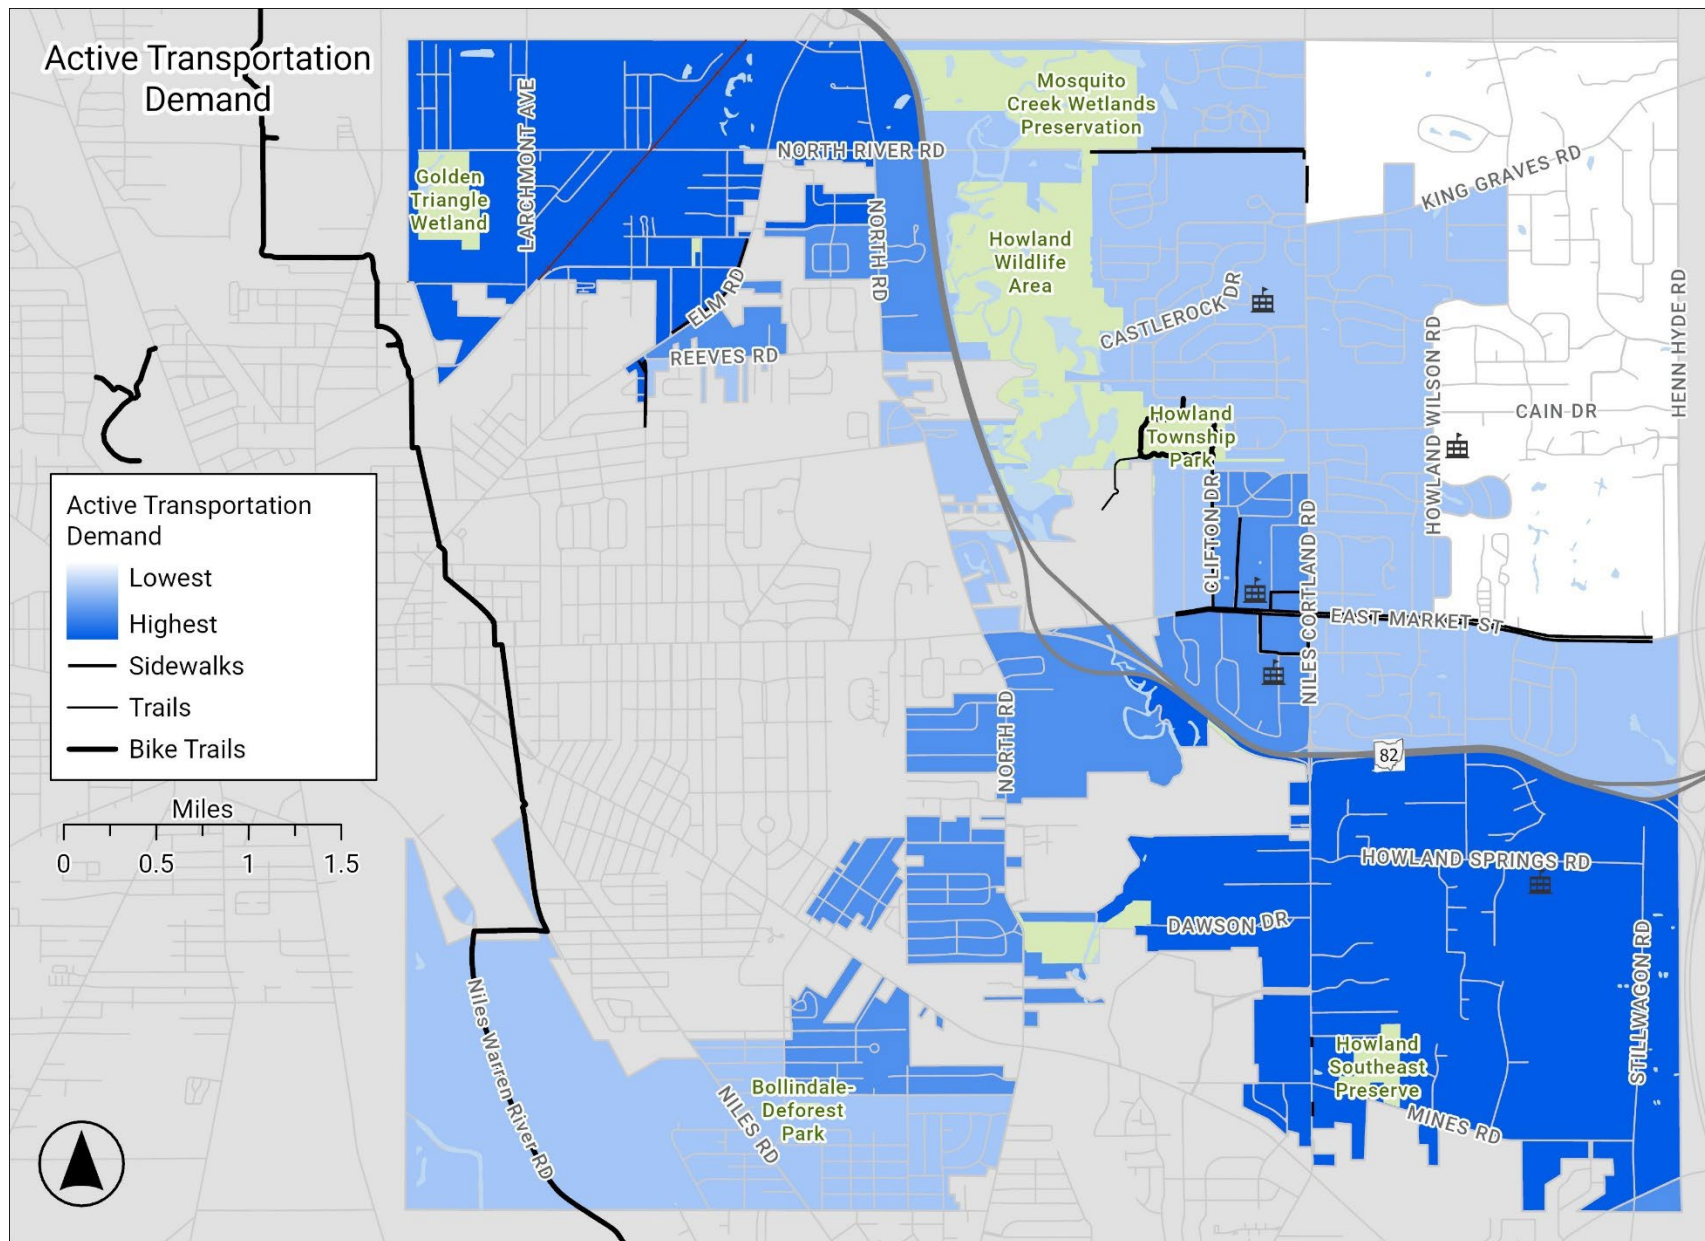 Active Transportation
Demand
Mosquito
Creek Wetlands
Preservation
LARCHMONT AVE
NORTH RIVER RD
KING GRAVES RD
Golden
Triangle
Wetland
NORTH RD
Howland
Wildlife
Area
ELM RD
CASTLEROCK DR
HENN HYDE RD
REEVES RD
HOWLAND WILSON RD
Howland
Township
Park
CAIN DR
CLIFTON DR
NILES CORTLAND RD
EAST MARKET ST
Active Transportation
Demand
Lowest
Highest
Sidewalks
Trails
Bike Trails
Miles
0 0.5 1 1.5
NORTH RD
82
HOWLAND SPRINGS RD
DAWSON DR
STILLWAGON RD
Niles Warren River RD
Howland
Southeast
Preserve
MINES RD
Bollindale-
Deforest
Park
NILES RD